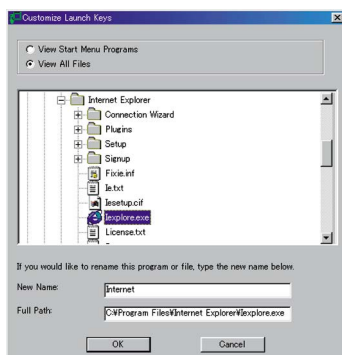 Customize Launch Keys
View Start Menu Programs
View All Files
Internet Explorer
Connection Wizard
Plugins
Setup
Signup
Fixie.inf
Ie.txt
Iesetup.cif
Iexplore.exe
License.txt
If you would like to rename this program or file, type the new name below.
New Name:
Internet
Full Path:
C:¥Program Files¥Internet Explorer¥Iexplore.exe
OK
Cancel